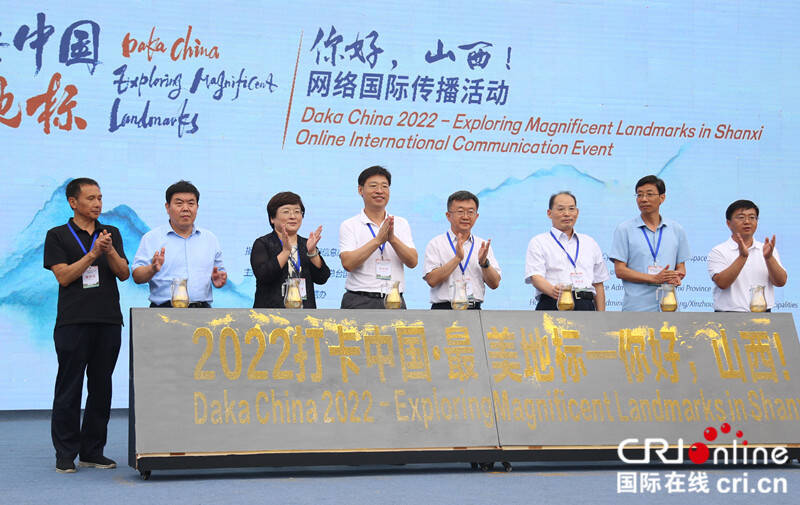 中国
Daka China
地标
Exploring Magnificent
Landmarks
你好，山西！
网络国际传播活动
Daka China 2022 – Exploring Magnificent Landmarks in Shanxi
Online International Communication Event
2022打卡中国·最美地标—你好，山西！
Daka China 2022 – Exploring Magnificent Landmarks in Shan
CRI Online
国际在线 cri.cn